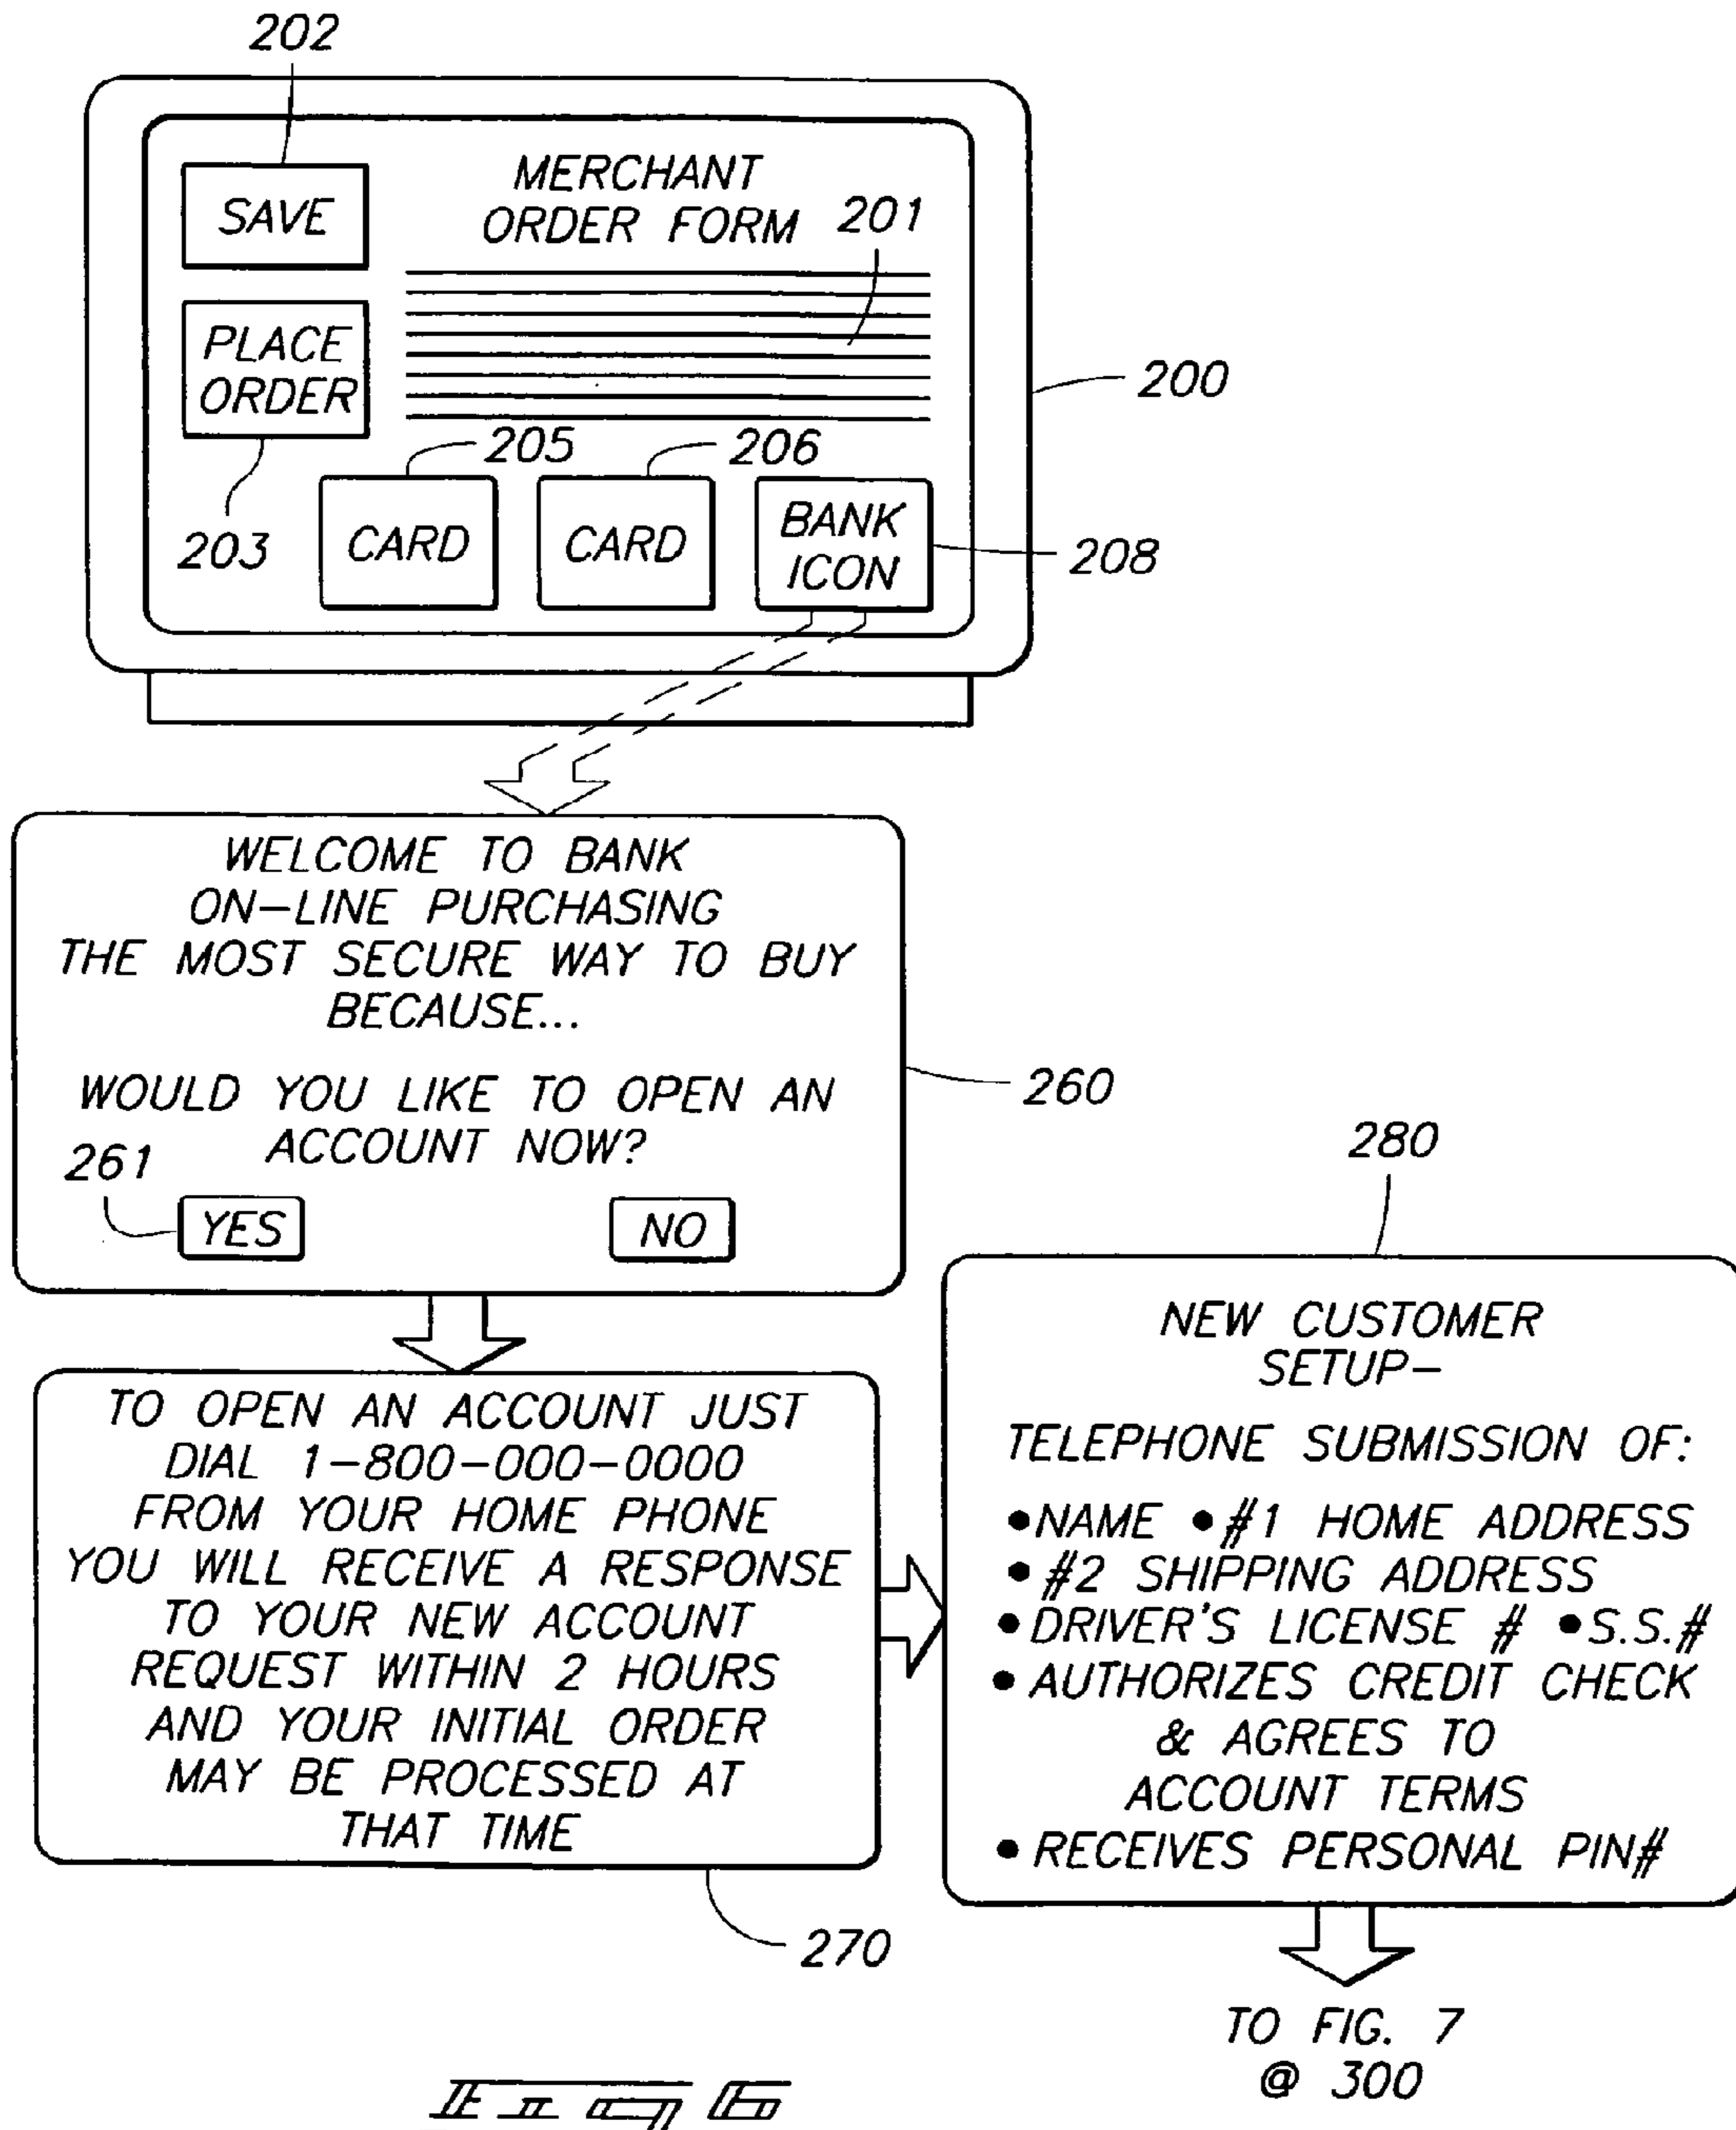 202
SAVE
MERCHANT
ORDER FORM
201
PLACE
ORDER
200
205
206
203
CARD
CARD
BANK
ICON
208
WELCOME TO BANK
ON-LINE PURCHASING
THE MOST SECURE WAY TO BUY
BECAUSE...
WOULD YOU LIKE TO OPEN AN
ACCOUNT NOW?
260
261
YES
NO
TO OPEN AN ACCOUNT JUST
DIAL 1-800-000-0000
FROM YOUR HOME PHONE
YOU WILL RECEIVE A RESPONSE
TO YOUR NEW ACCOUNT
REQUEST WITHIN 2 HOURS
AND YOUR INITIAL ORDER
MAY BE PROCESSED AT
THAT TIME
270
280
NEW CUSTOMER
SETUP-
TELEPHONE SUBMISSION OF:
•NAME •#1 HOME ADDRESS
• #2 SHIPPING ADDRESS
•DRIVER'S LICENSE # •S.S.#
• AUTHORIZES CREDIT CHECK
& AGREES TO
ACCOUNT TERMS
• RECEIVES PERSONAL PIN#
TO FIG. 7
@ 300
Fig 6